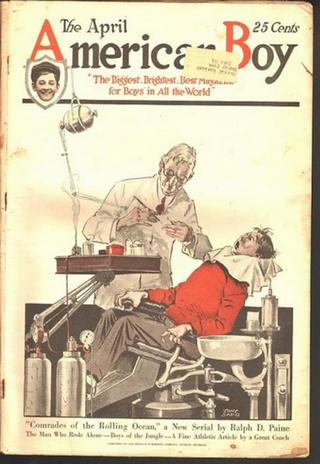 The April
25 Cents
American Boy
"The Biggest, Brightest, Best Magazine
for Boys in All the World"
"Comrades of the Rolling Ocean," a New Serial by Ralph D. Paine
The Man Who Rode Alone—Boys of the Jungle—A Fine Athletic Article by a Great Coach